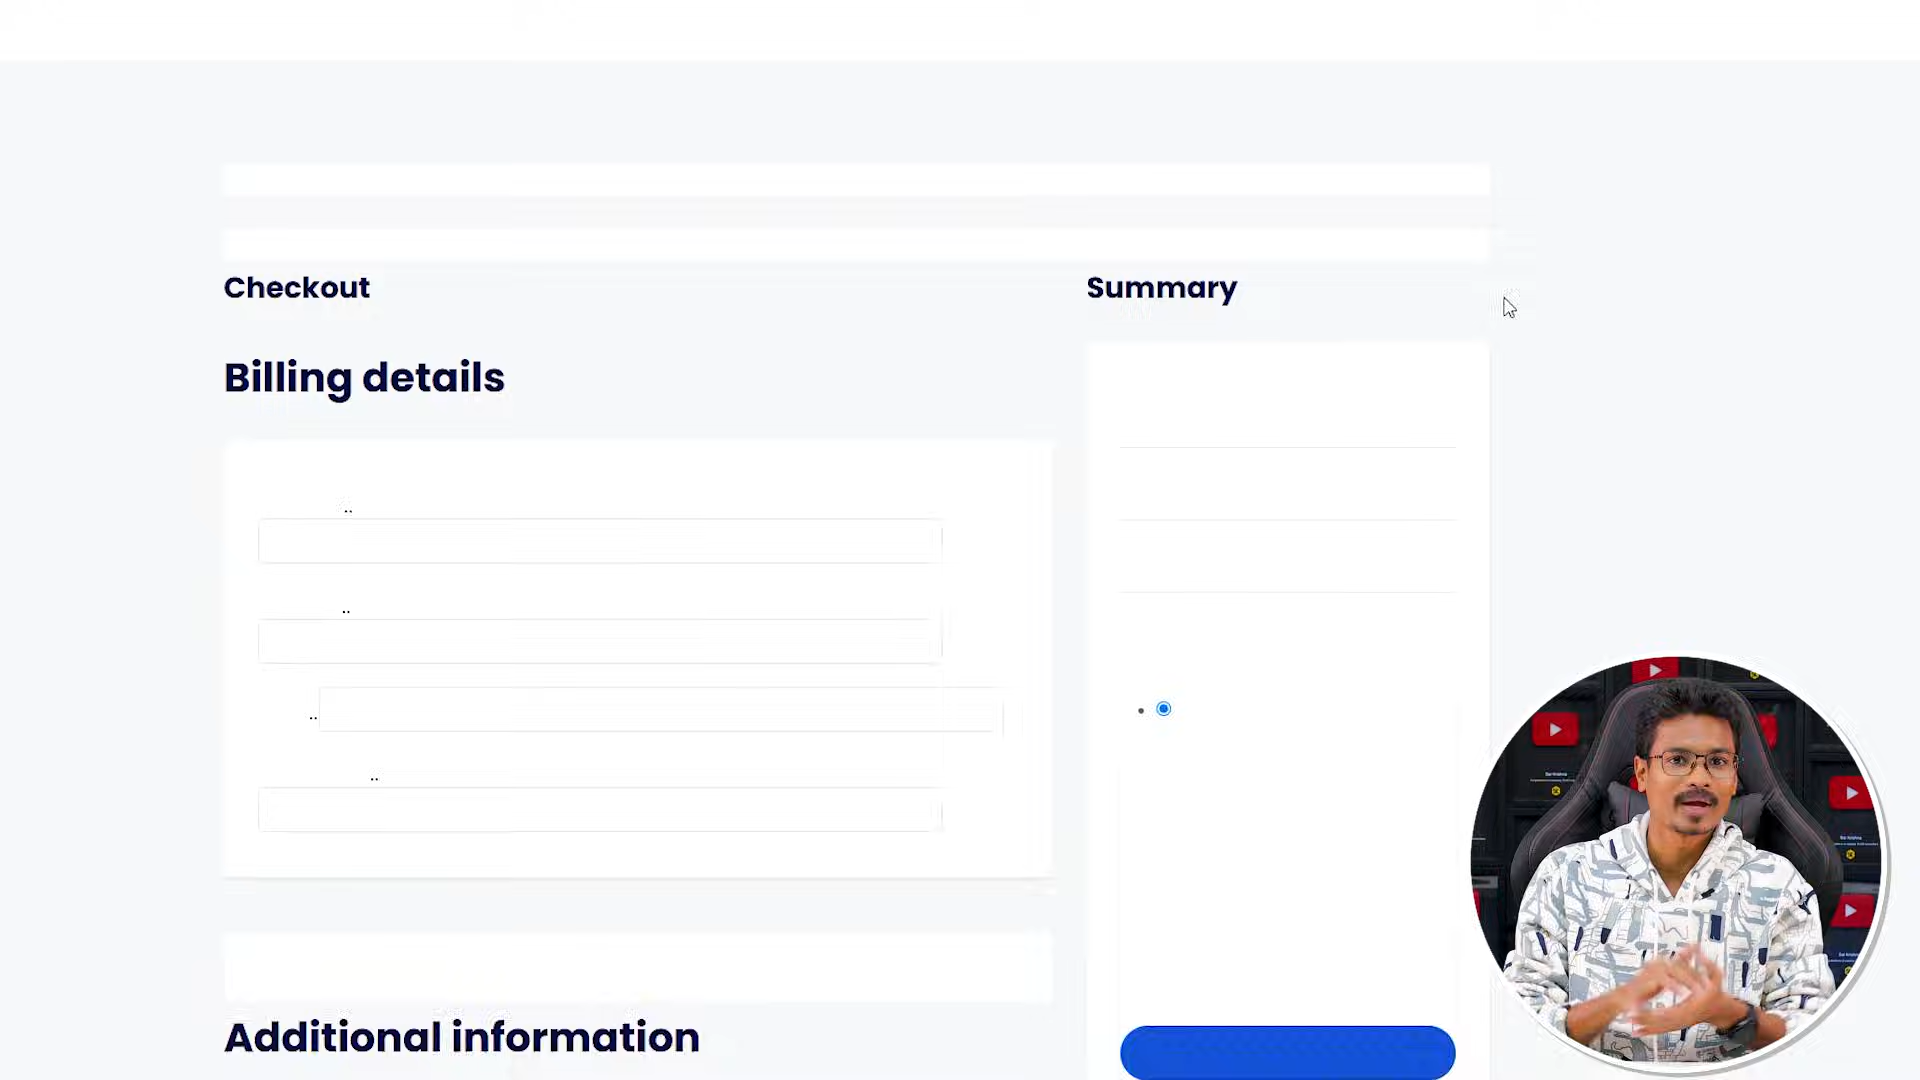 Checkout
Summary
Billing details
Additional information